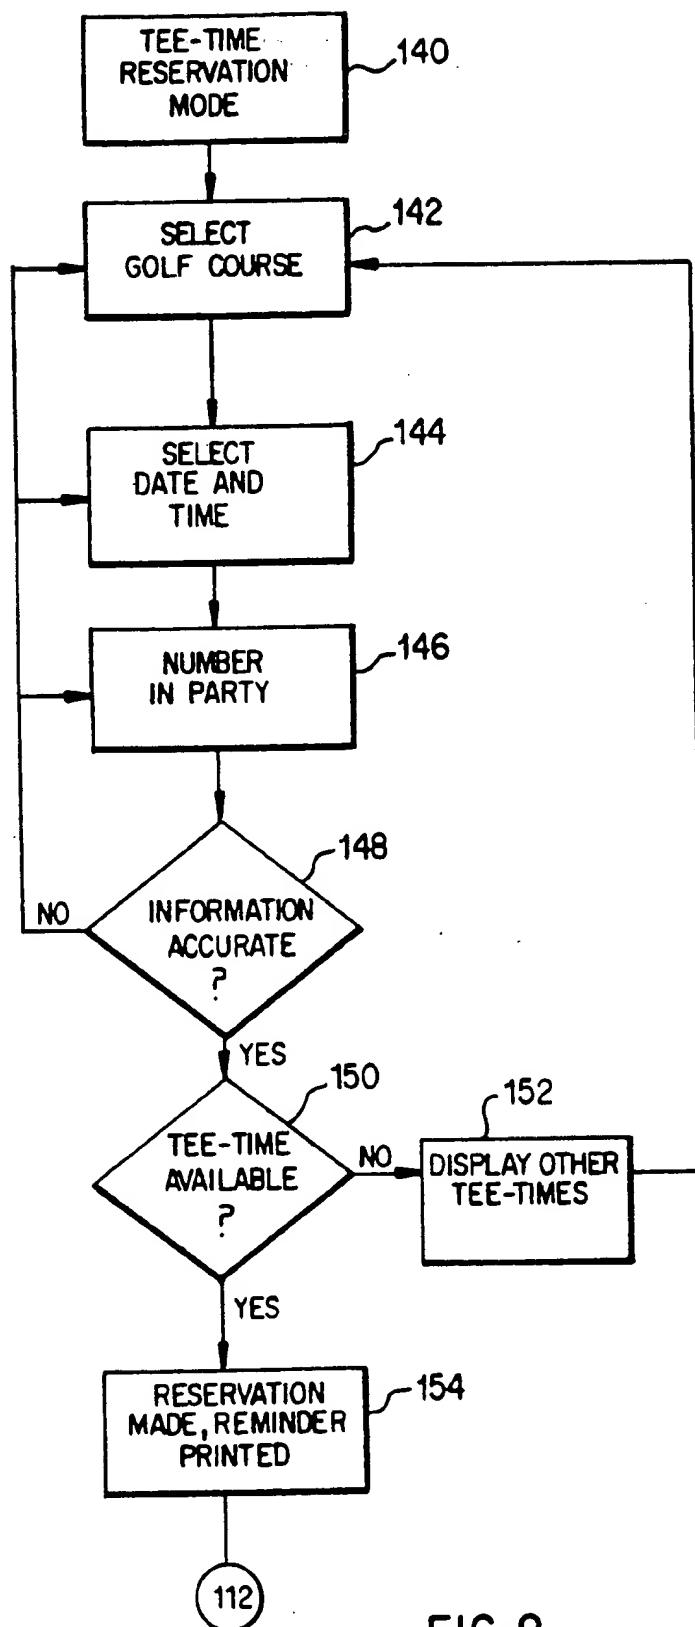 TEE-TIME
RESERVATION
MODE
140
SELECT
GOLF COURSE
142
SELECT
DATE AND
TIME
144
NUMBER
IN PARTY
146
148
NO
INFORMATION
ACCURATE
?
YES
150
TEE-TIME
AVAILABLE
?
NO
152
DISPLAY OTHER
TEE-TIMES
YES
RESERVATION
MADE, REMINDER
PRINTED
154
112